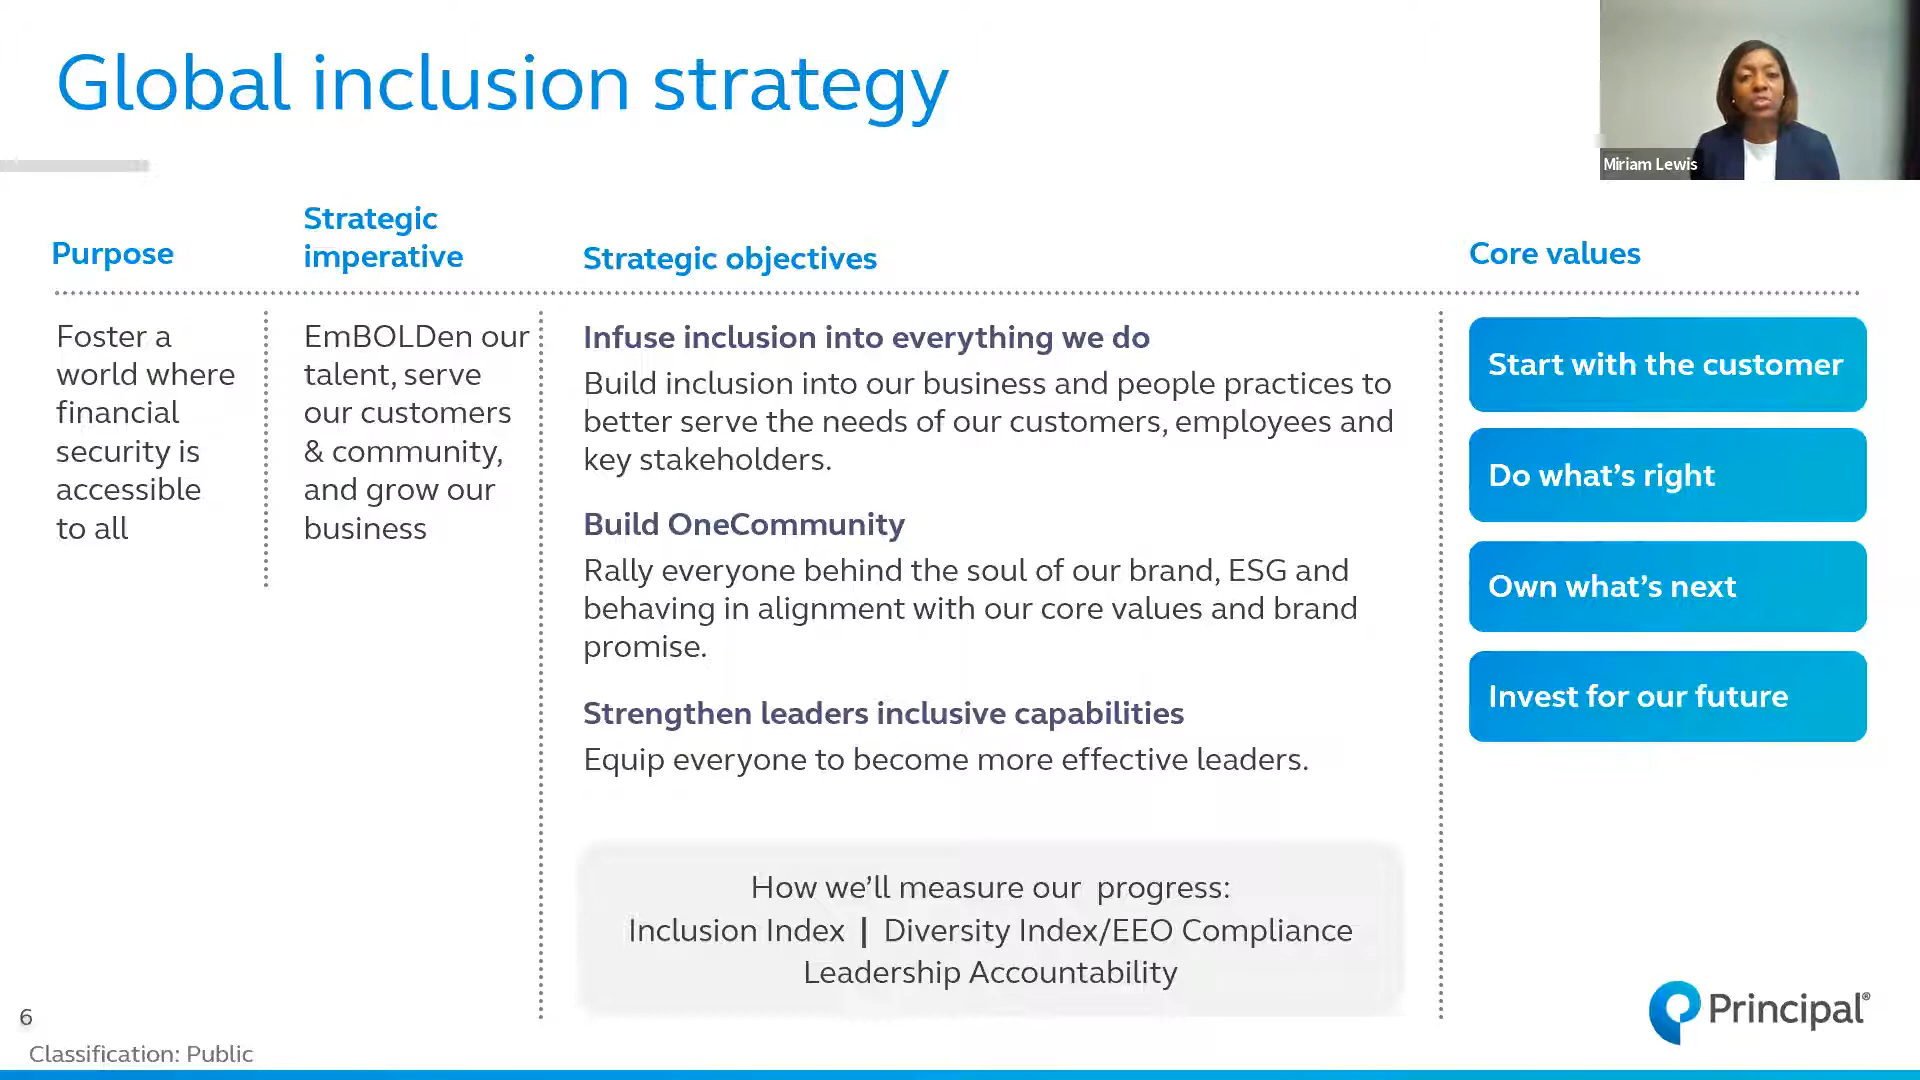 Global inclusion strategy
Miriam Lewis
Purpose
Foster a
world where
financial
security is
accessible
to all
Strategic
imperative
EmBOLDen our
talent, serve
our customers
& community,
and grow our
business
Strategic objectives
Infuse inclusion into everything we do
Build inclusion into our business and people practices to
better serve the needs of our customers, employees and
key stakeholders.
Build OneCommunity
Rally everyone behind the soul of our brand, ESG and
behaving in alignment with our core values and brand
promise.
Strengthen leaders inclusive capabilities
Equip everyone to become more effective leaders.
How we’ll measure our progress:
Inclusion Index | Diversity Index/EEO Compliance
Leadership Accountability
Core values
Start with the customer
Do what’s right
Own what’s next
Invest for our future
Principal®
6
Classification: Public